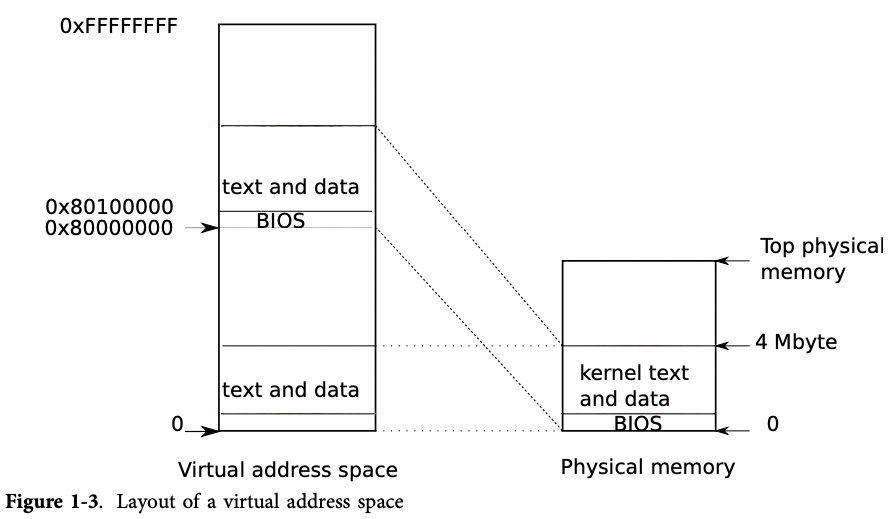 0xFFFFFFFF
text and data
0x80100000
BIOS
0x80000000
Top physical
memory
4 Mbyte
kernel text
and data
text and data
BIOS
0
0
Virtual address space
Physical memory
Figure 1-3. Layout of a virtual address space